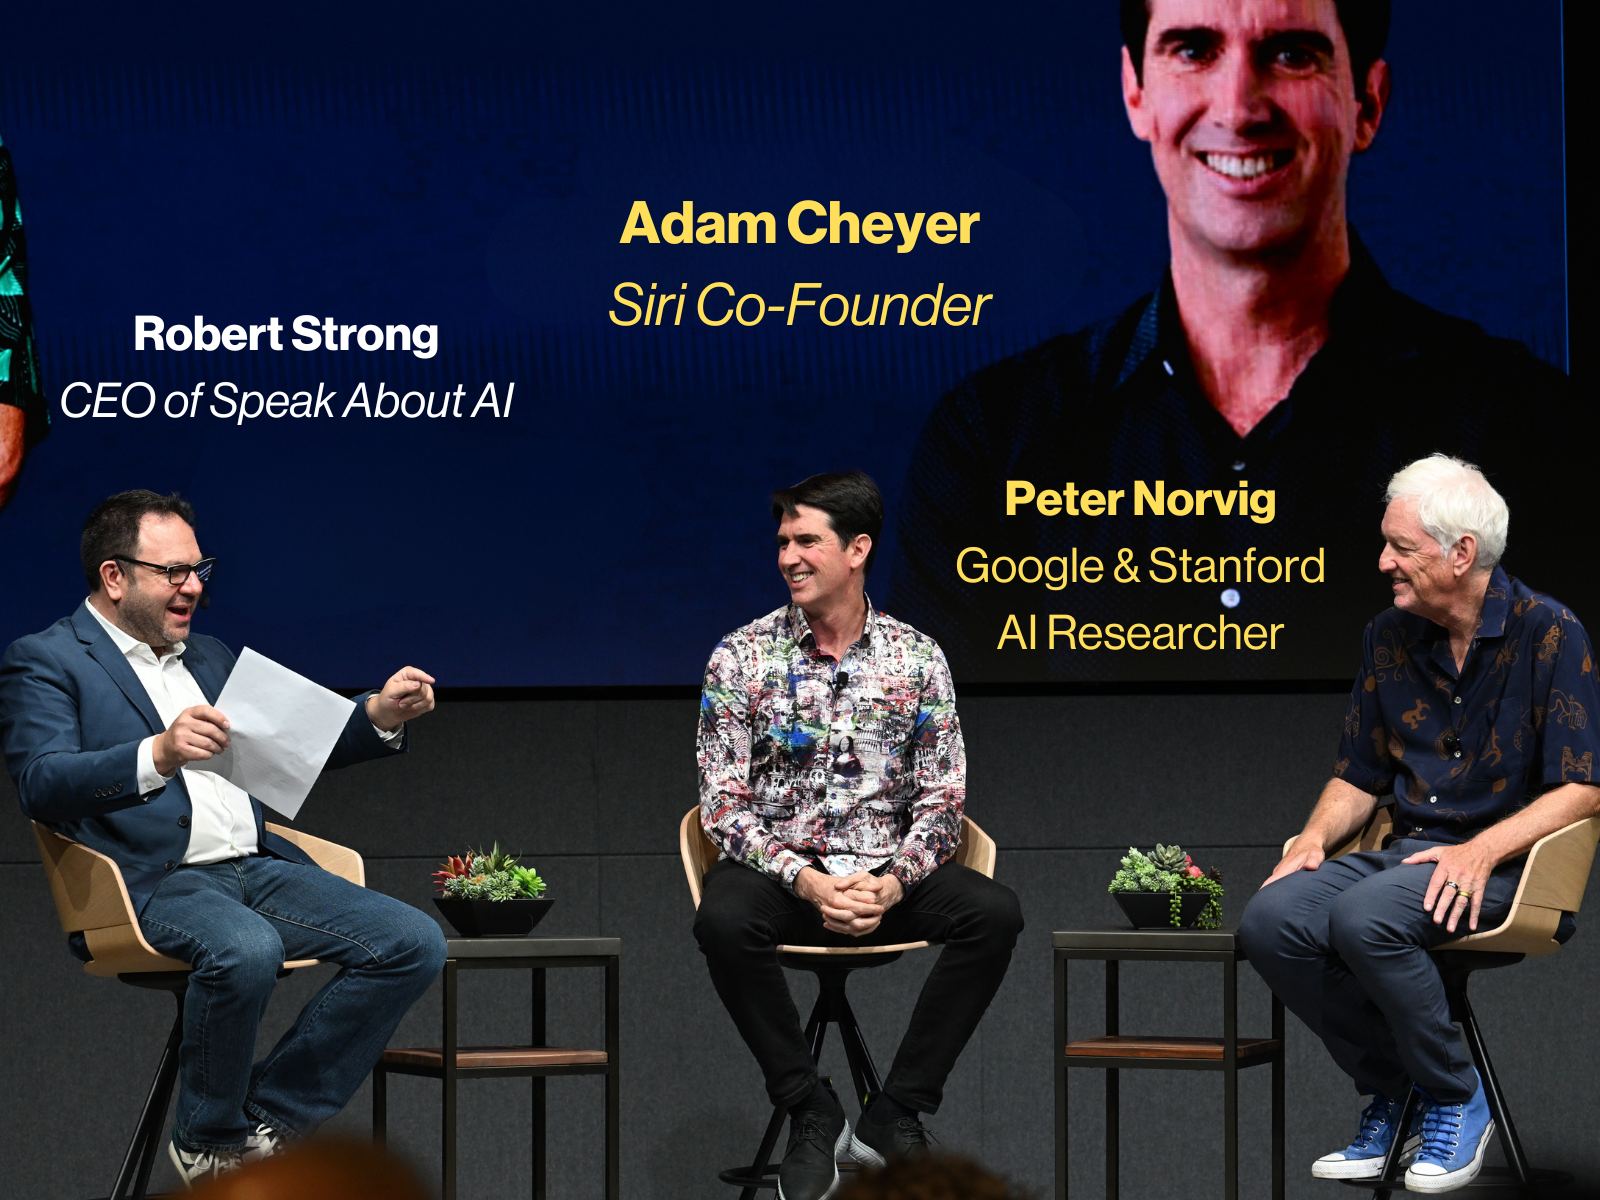 Adam Cheyer
Siri Co-Founder
Robert Strong
CEO of Speak About AI
Peter Norvig
Google & Stanford
AI Researcher